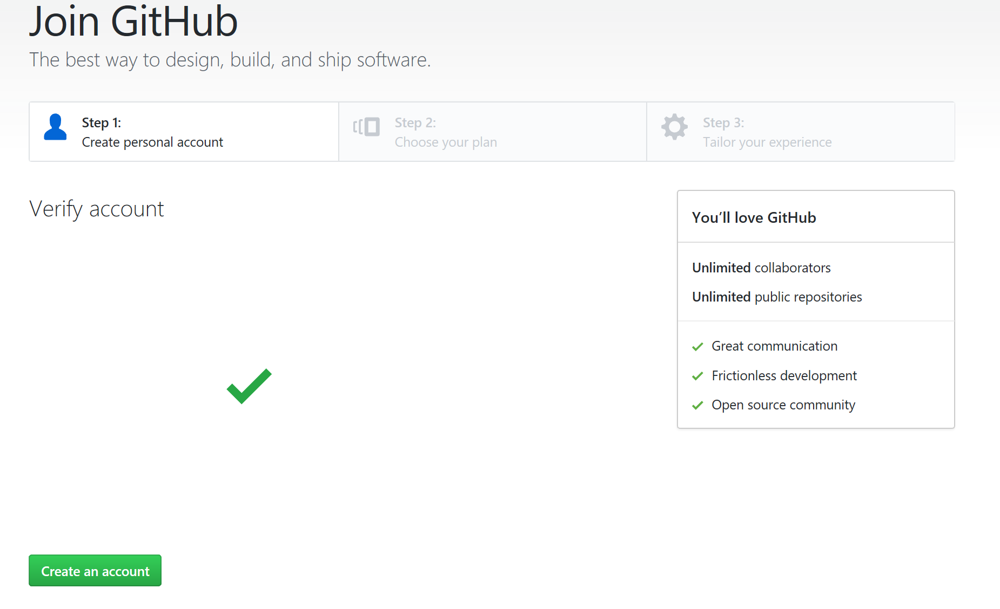 Join GitHub
The best way to design, build, and ship software.
Step 1:
Create personal account
Step 2:
Choose your plan
Step 3:
Tailor your experience
Verify account
You’ll love GitHub
Unlimited collaborators
Unlimited public repositories
Great communication
Frictionless development
Open source community
Create an account